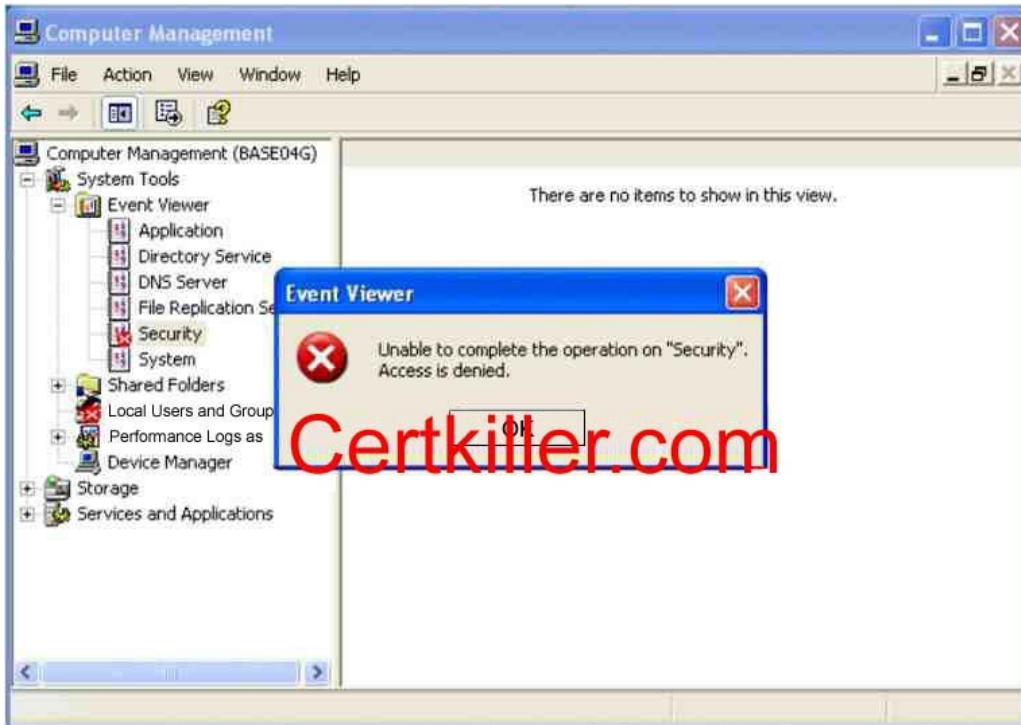 Computer Management
File Action View Window Help
Computer Management (BASE04G)
System Tools
Event Viewer
Application
Directory Service
DNS Server
File Replication Se
Security
System
Shared Folders
Local Users and Group
Performance Logs as
Device Manager
Storage
Services and Applications
There are no items to show in this view.
Event Viewer
Unable to complete the operation on "Security".
Access is denied.
OK
Certkiller.com